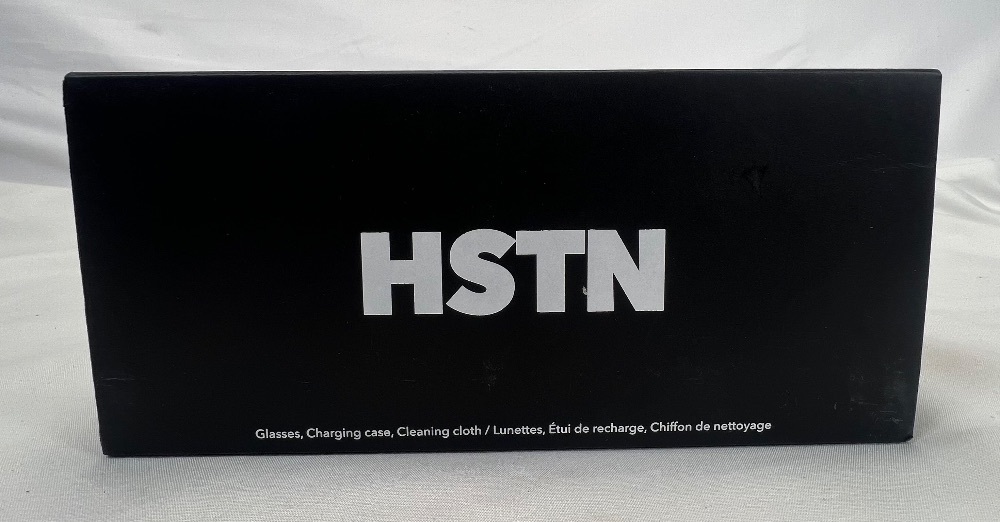 HSTN
Glasses, Charging case, Cleaning cloth / Lunettes, Étui de recharge, Chiffon de nettoyage